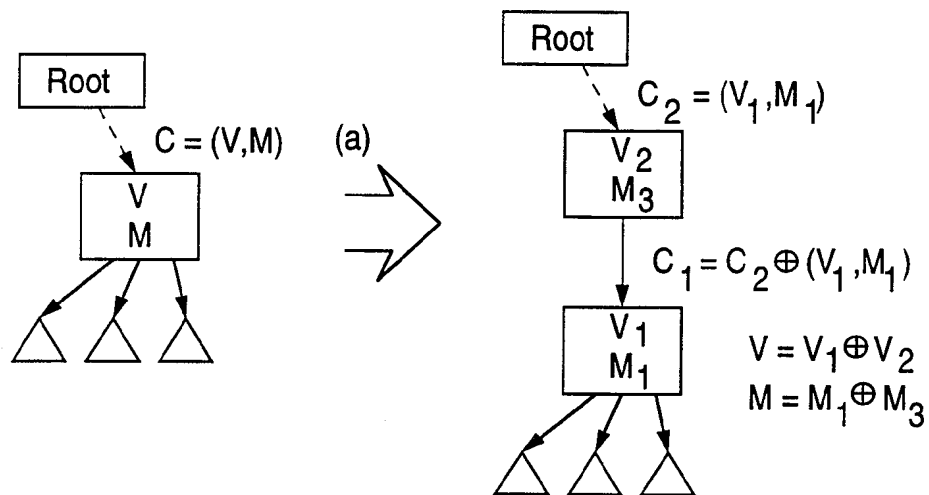 Root
C = (V,M)
V
M
(a)
Root
C₂ = (V₁,M₁)
V₂
M₃
C₁ = C₂ ⊕ (V₁,M₁)
V₁
M₁
V = V₁ ⊕ V₂
M = M₁ ⊕ M₃